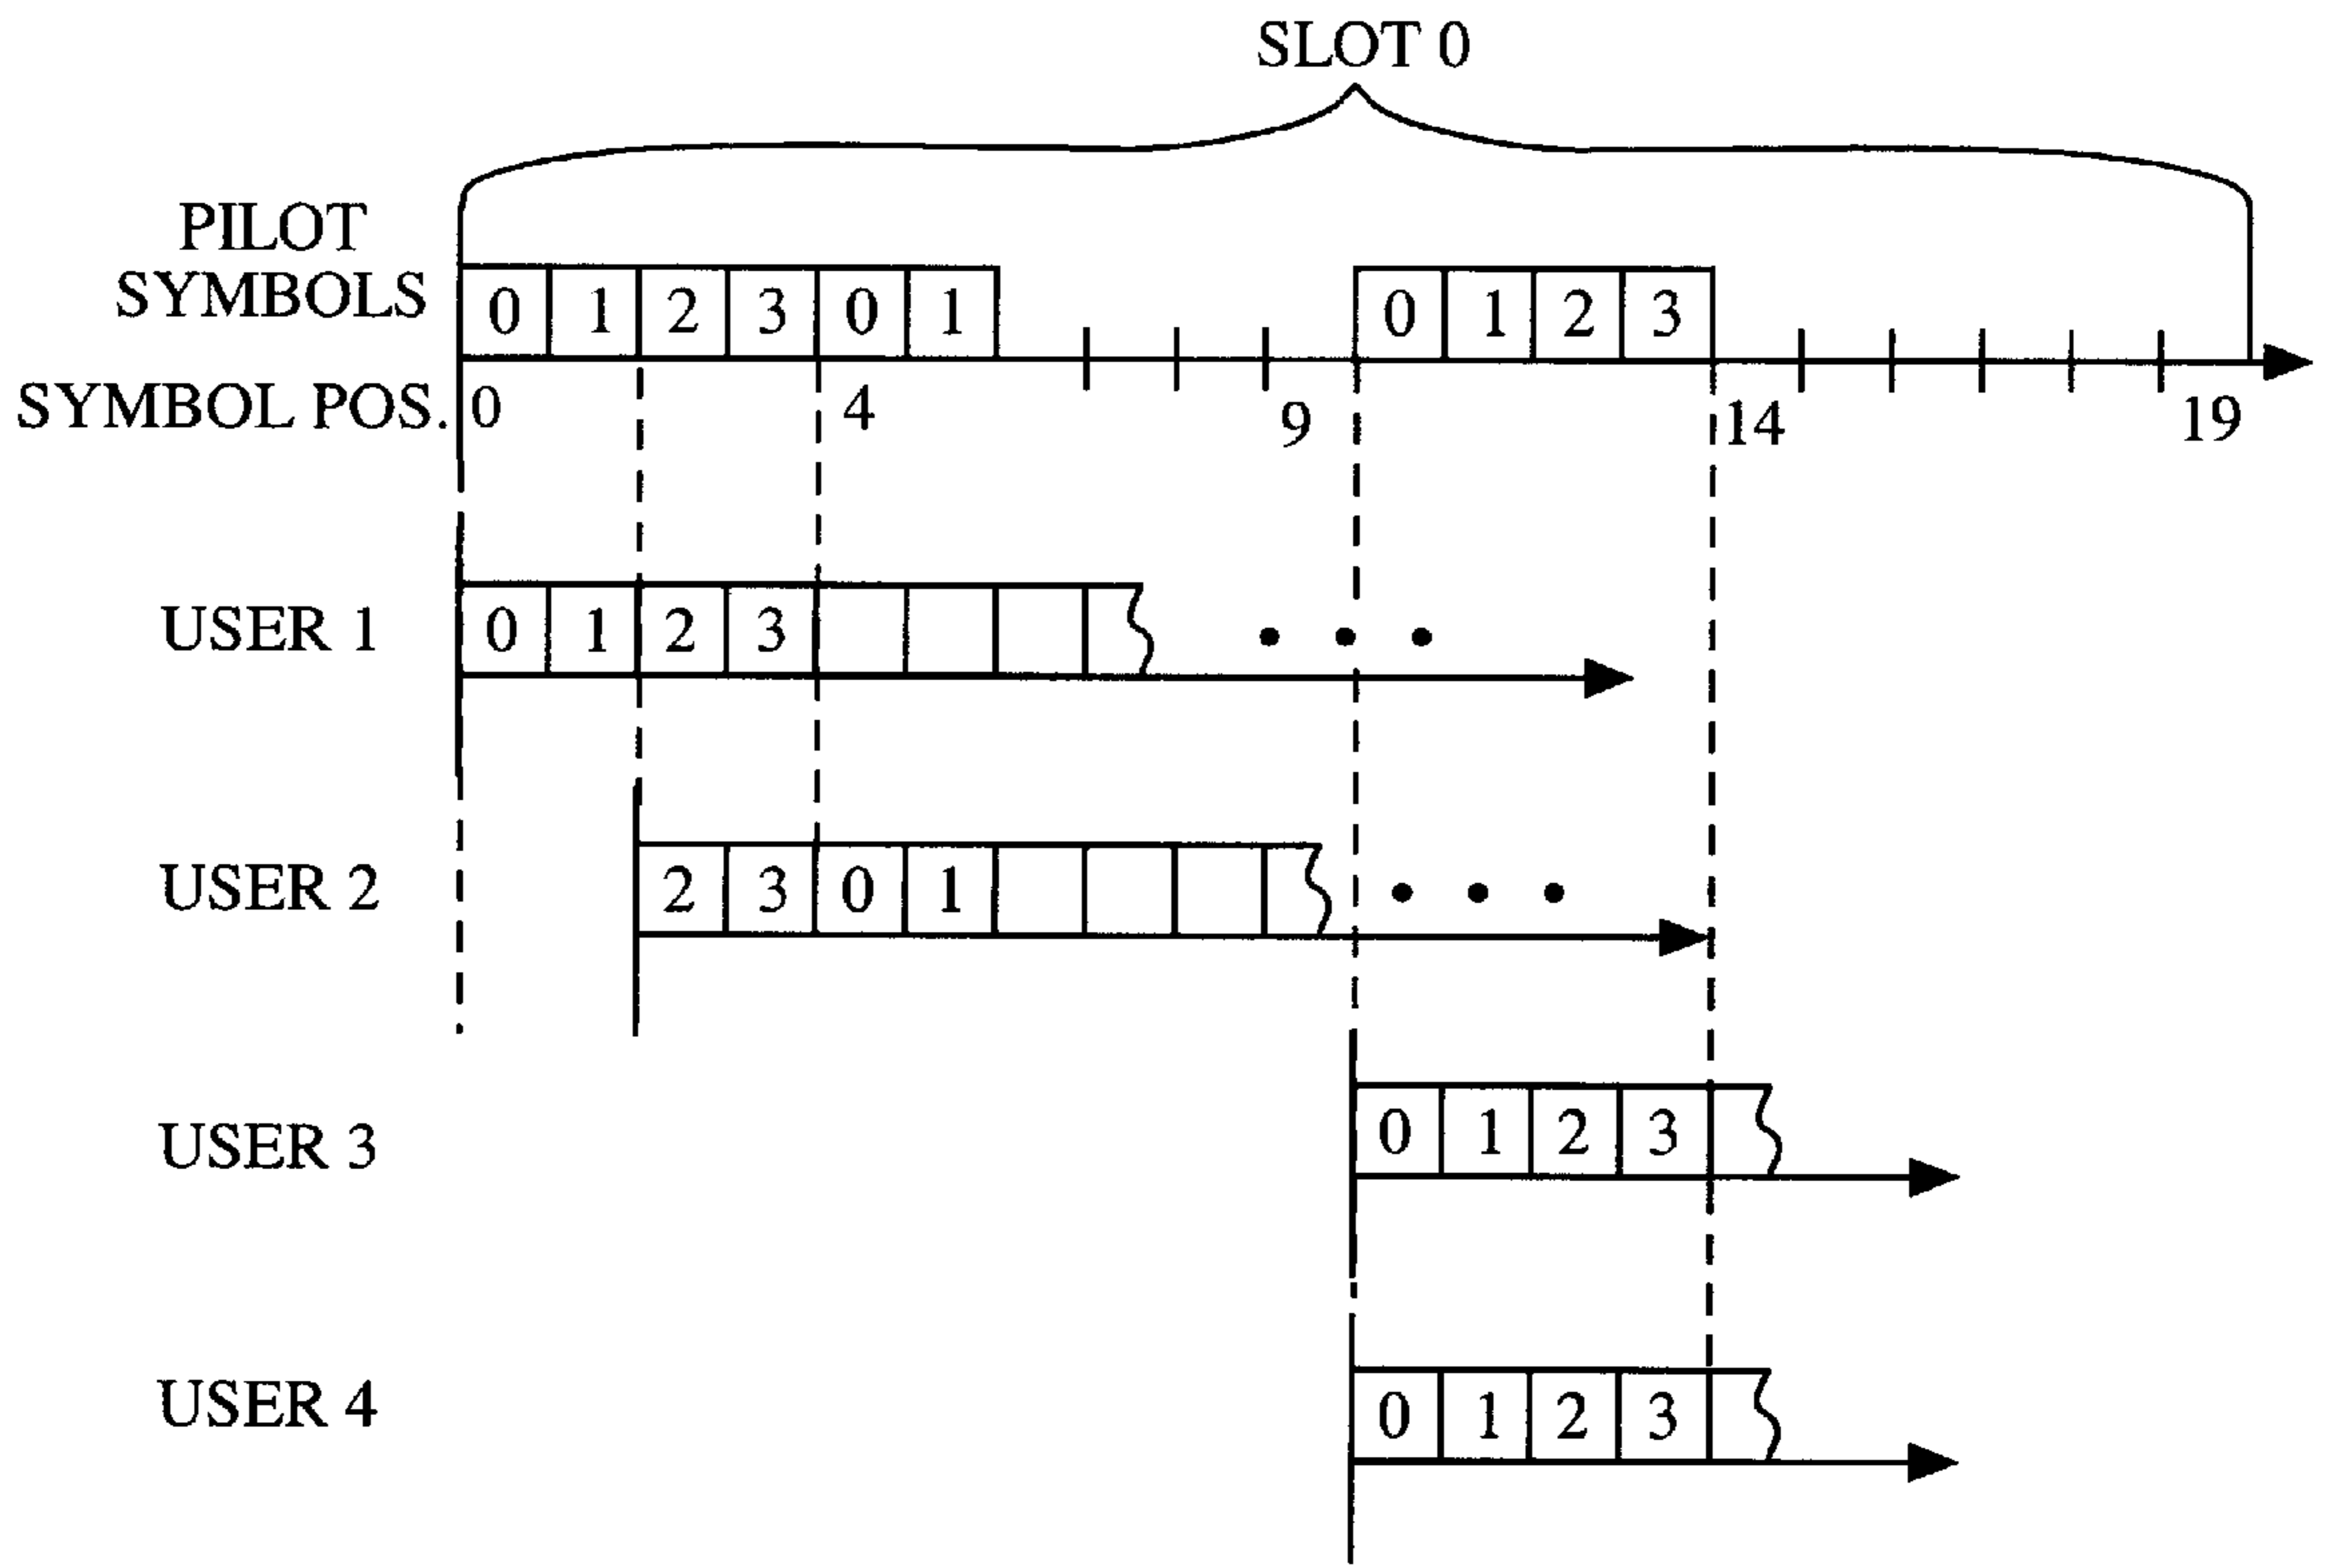 SLOT 0
PILOT
SYMBOLS
0 1 2 3 0 1 0 1 2 3
SYMBOL POS. 0 4 9 14 19
USER 1 0 1 2 3
USER 2 2 3 0 1
USER 3 0 1 2 3
USER 4 0 1 2 3